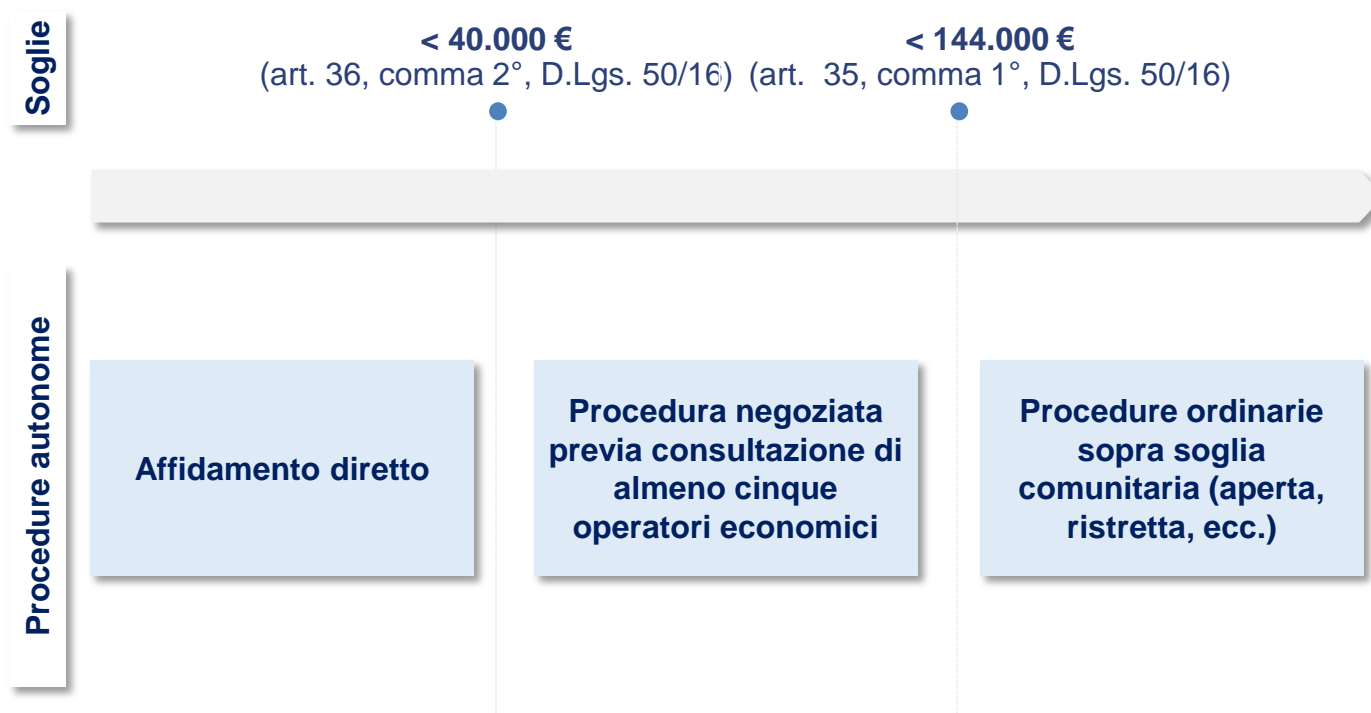 Soglie
< 40.000 €
(art. 36, comma 2°, D.Lgs. 50/16)
< 144.000 €
(art. 35, comma 1°, D.Lgs. 50/16)
Procedure autonome
Affidamento diretto
Procedura negoziata
previa consultazione di
almeno cinque
operatori economici
Procedure ordinarie
sopra soglia
comunitaria (aperta,
ristretta, ecc.)